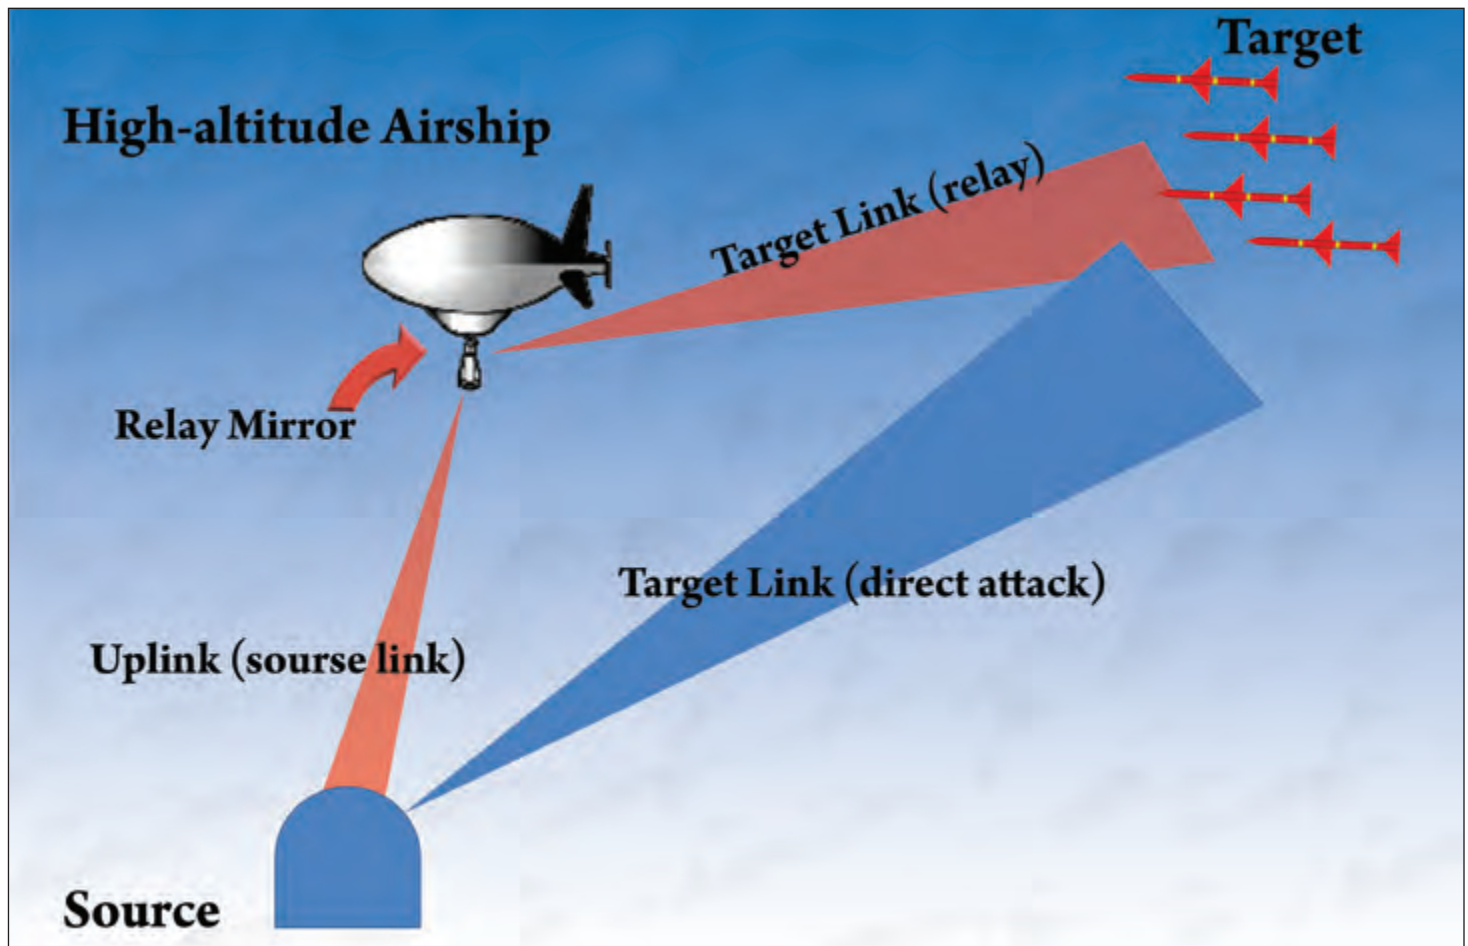 Target
High-altitude Airship
Target Link (relay)
Relay Mirror
Target Link (direct attack)
Uplink (sourse link)
Source